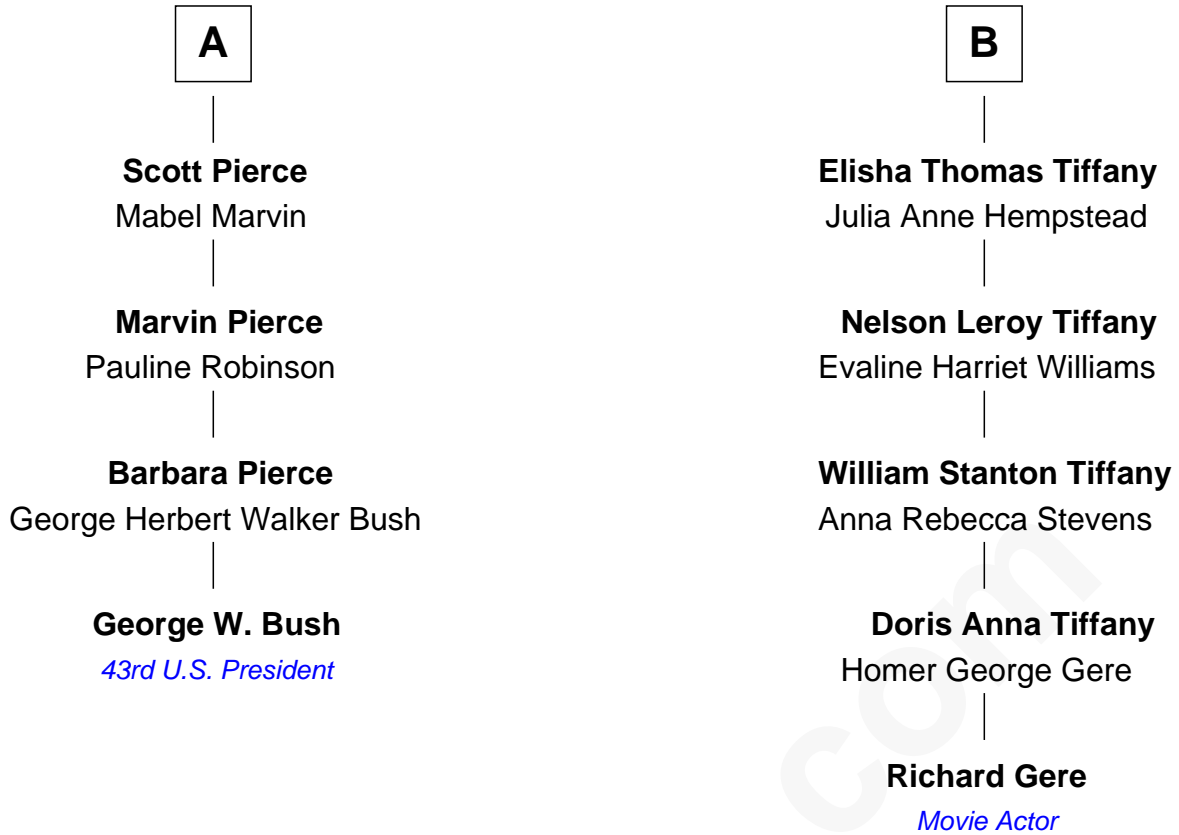 A
Scott Pierce
Mabel Marvin
Marvin Pierce
Pauline Robinson
Barbara Pierce
George Herbert Walker Bush
George W. Bush
43rd U.S. President
B
Elisha Thomas Tiffany
Julia Anne Hempstead
Nelson Leroy Tiffany
Evaline Harriet Williams
William Stanton Tiffany
Anna Rebecca Stevens
Doris Anna Tiffany
Homer George Gere
Richard Gere
Movie Actor
com